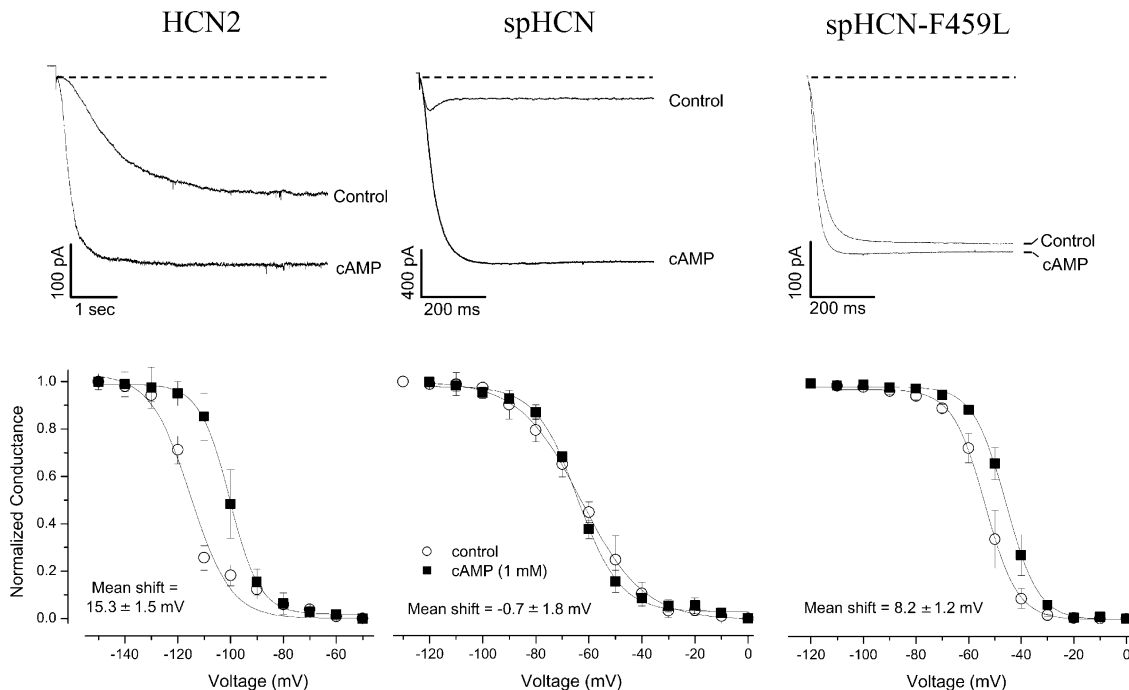 HCN2
spHCN
spHCN-F459L
Control
cAMP
100 pA
1 sec
Control
cAMP
400 pA
200 ms
Control
cAMP
100 pA
200 ms
Normalized Conductance
1.0
0.8
0.6
0.4
0.2
0.0
Mean shift =
15.3 ± 1.5 mV
-140 -120 -100 -80 -60
Voltage (mV)
control
cAMP (1 mM)
Mean shift = -0.7 ± 1.8 mV
-120 -100 -80 -60 -40 -20 0
Voltage (mV)
Mean shift = 8.2 ± 1.2 mV
-120 -100 -80 -60 -40 -20 0
Voltage (mV)